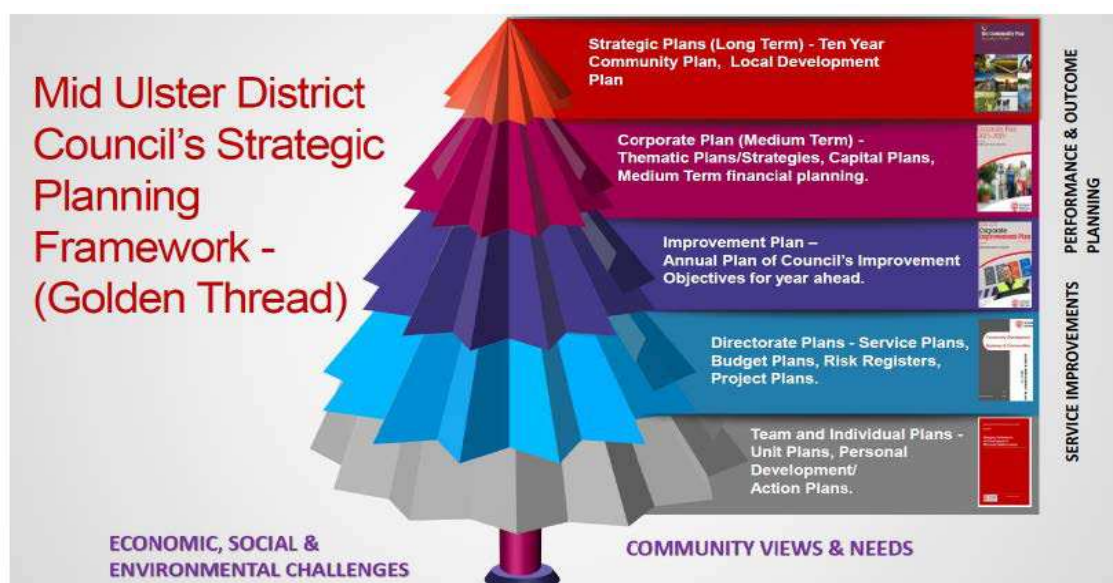 Mid Ulster District
Council's Strategic
Planning
Framework -
(Golden Thread)
Strategic Plans (Long Term) - Ten Year
Community Plan, Local Development
Plan
Corporate Plan (Medium Term) -
Thematic Plans/Strategies, Capital Plans,
Medium Term financial planning.
Improvement Plan –
Annual Plan of Council's Improvement
Objectives for year ahead.
Corporate
Improvement Plan
Directorate Plans - Service Plans,
Budget Plans, Risk Registers,
Project Plans.
Team and Individual Plans -
Unit Plans, Personal
Development/
Action Plans.
PERFORMANCE & OUTCOME
PLANNING
SERVICE IMPROVEMENTS
ECONOMIC, SOCIAL &
ENVIRONMENTAL CHALLENGES
COMMUNITY VIEWS & NEEDS